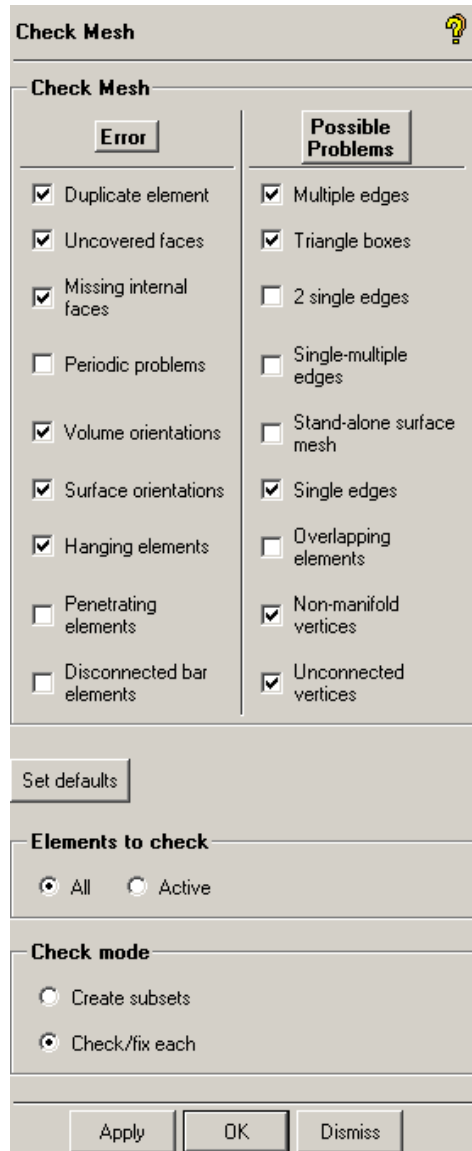 Check Mesh
Check Mesh
Error
Duplicate element
Uncovered faces
Missing internal
faces
Periodic problems
Volume orientations
Surface orientations
Hanging elements
Penetrating
elements
Disconnected bar
elements
Possible
Problems
Multiple edges
Triangle boxes
2 single edges
Single-multiple
edges
Stand-alone surface
mesh
Single edges
Overlapping
elements
Non-manifold
vertices
Unconnected
vertices
Set defaults
Elements to check
All
Active
Check mode
Create subsets
Check/fix each
Apply
OK
Dismiss